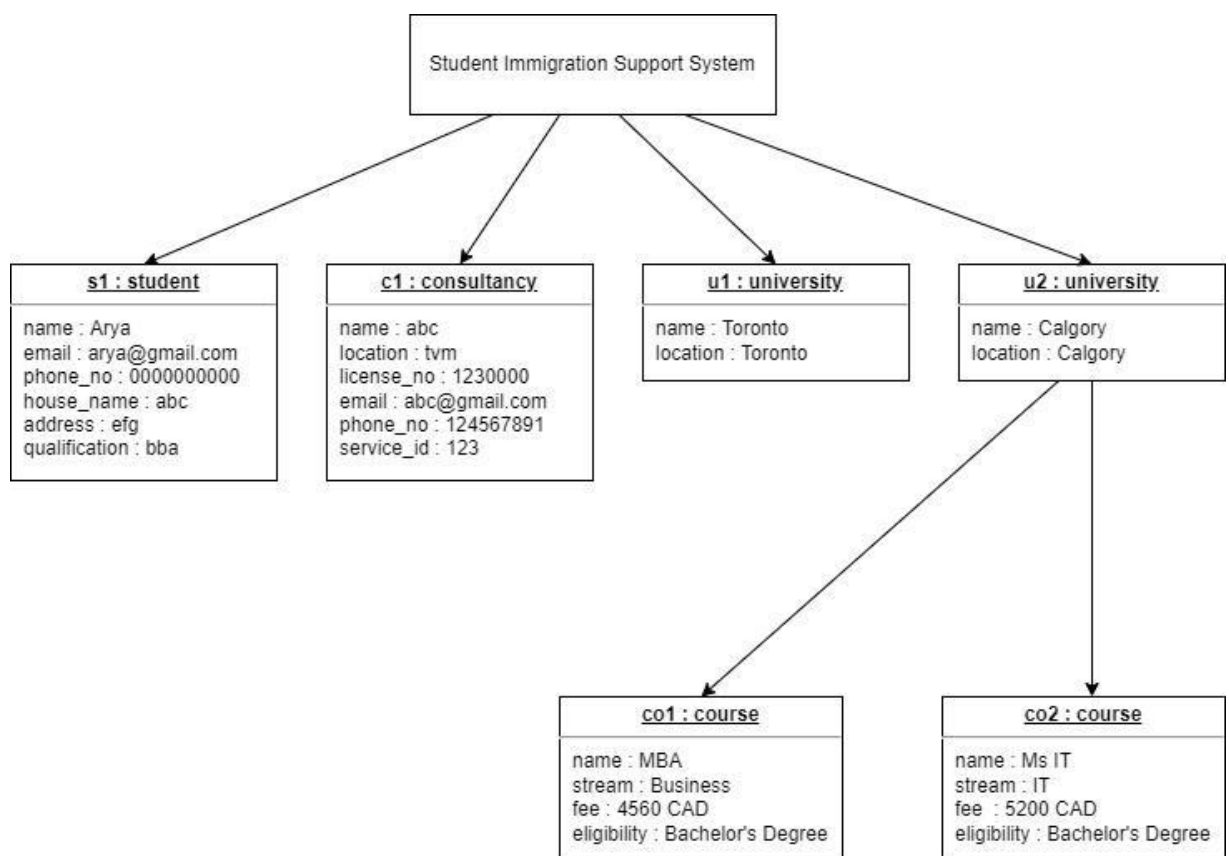 Student Immigration Support System
s1 : student
name : Arya
email : arya@gmail.com
phone_no : 0000000000
house_name : abc
address : efg
qualification : bba
c1 : consultancy
name : abc
location : tvm
license_no : 1230000
email : abc@gmail.com
phone_no : 124567891
service_id : 123
u1 : university
name : Toronto
location : Toronto
u2 : university
name : Calgory
location : Calgory
co1 : course
name : MBA
stream : Business
fee : 4560 CAD
eligibility : Bachelor's Degree
co2 : course
name : Ms IT
stream : IT
fee  : 5200 CAD
eligibility : Bachelor's Degree